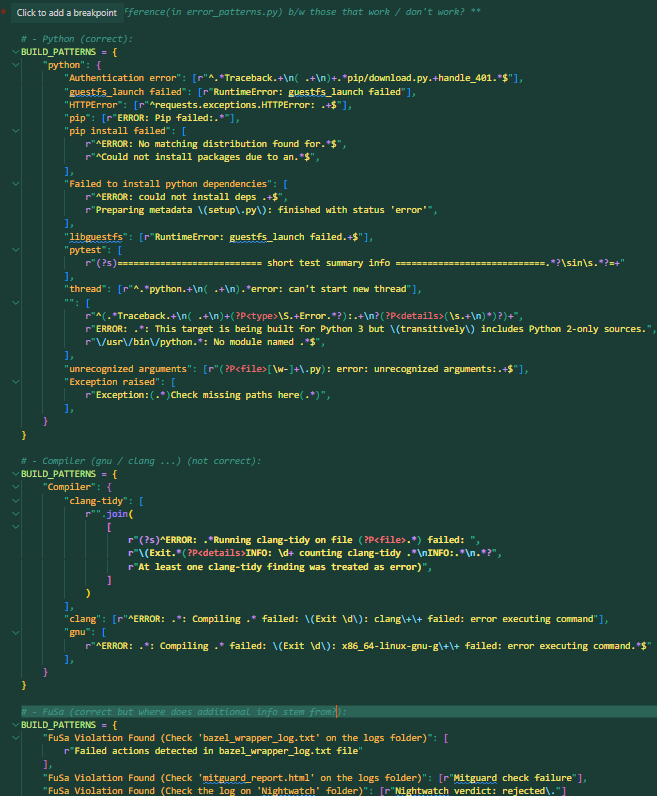 Click to add a breakpoint fference(in error_patterns.py) b/w those that work / don't work? **
# - Python (correct):
BUILD_PATTERNS = {
"python": {
"Authentication error": [r"^.*Traceback.+\n( .+\n)+.*pip/download.py.+handle_401.*$"],
"guestfs_launch failed": [r"RuntimeError: guestfs_launch failed"],
"HTTPError": [r"^requests.exceptions.HTTPError: .+$"],
"pip": [r"ERROR: Pip failed:.*"],
"pip install failed": [
r"^ERROR: No matching distribution found for.*$",
r"^Could not install packages due to an.*$",
],
"Failed to install python dependencies": [
r"^ERROR: could not install deps .+$",
r"Preparing metadata \(setup\.py\): finished with status 'error'",
],
"libguestfs": [r"RuntimeError: guestfs_launch failed.+$"],
"pytest": [
r"(?s)=========================== short test summary info ============================.*?\sin\s.*?=+"
],
"thread": [r"^.*python.+\n( .+\n).*error: can't start new thread"],
"": [
r"^(.*Traceback.+\n( .+\n)+(?P<type>\S.+Error.*?):.+\n?(?P<details>(\s.+\n)*)?)+",
r"ERROR: .*: This target is being built for Python 3 but \(transitively\) includes Python 2-only sources.",
r"\/usr\/bin\/python.*: No module named .*$",
],
"unrecognized arguments": [r"(?P<file>[\w-]+\.py): error: unrecognized arguments:.+$"],
"Exception raised": [
r"Exception:(.*)Check missing paths here(.*)",
],
}
}
# - Compiler (gnu / clang ...) (not correct):
BUILD_PATTERNS = {
"Compiler": {
"clang-tidy": [
r"".join(
[
r"(?s)^ERROR: .*Running clang-tidy on file (?P<file>.*) failed: ",
r"\(Exit.*(?P<details>INFO: \d+ counting clang-tidy .*\nINFO:.*\n.*?",
r"At least one clang-tidy finding was treated as error)",
]
)
],
"clang": [r"^ERROR: .*: Compiling .* failed: \(Exit \d\): clang\+\+ failed: error executing command"],
"gnu": [
r"^ERROR: .*: Compiling .* failed: \(Exit \d\): x86_64-linux-gnu-g\+\+ failed: error executing command.*$"
],
}
}
# - FuSa (correct but where does additional info stem from?):
BUILD_PATTERNS = {
"FuSa Violation Found (Check 'bazel_wrapper_log.txt' on the logs folder)": [
r"Failed actions detected in bazel_wrapper_log.txt file"
],
"FuSa Violation Found (Check 'mitguard_report.html' on the logs folder)": [r"Mitguard check failure"],
"FuSa Violation Found (Check the log on 'Nightwatch' folder)": [r"Nightwatch verdict: rejected\."]